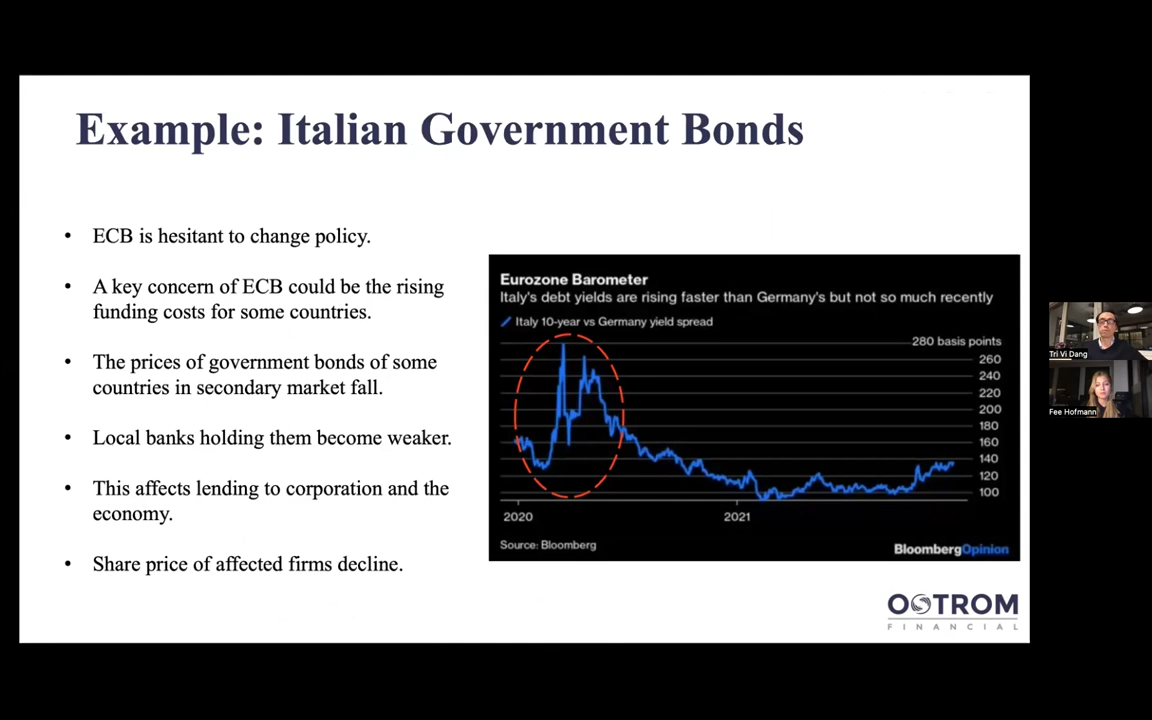 Example: Italian Government Bonds
• ECB is hesitant to change policy.
• A key concern of ECB could be the rising
funding costs for some countries.
• The prices of government bonds of some
countries in secondary market fall.
• Local banks holding them become weaker.
• This affects lending to corporation and the
economy.
• Share price of affected firms decline.
Eurozone Barometer
Italy's debt yields are rising faster than Germany's but not so much recently
Italy 10-year vs Germany yield spread
280 basis points
260
240
220
200
180
160
140
120
100
2020
2021
Source: Bloomberg
BloombergOpinion
OSTROM
FINANCIAL
Tri Vi Dang
Fee Hofmann